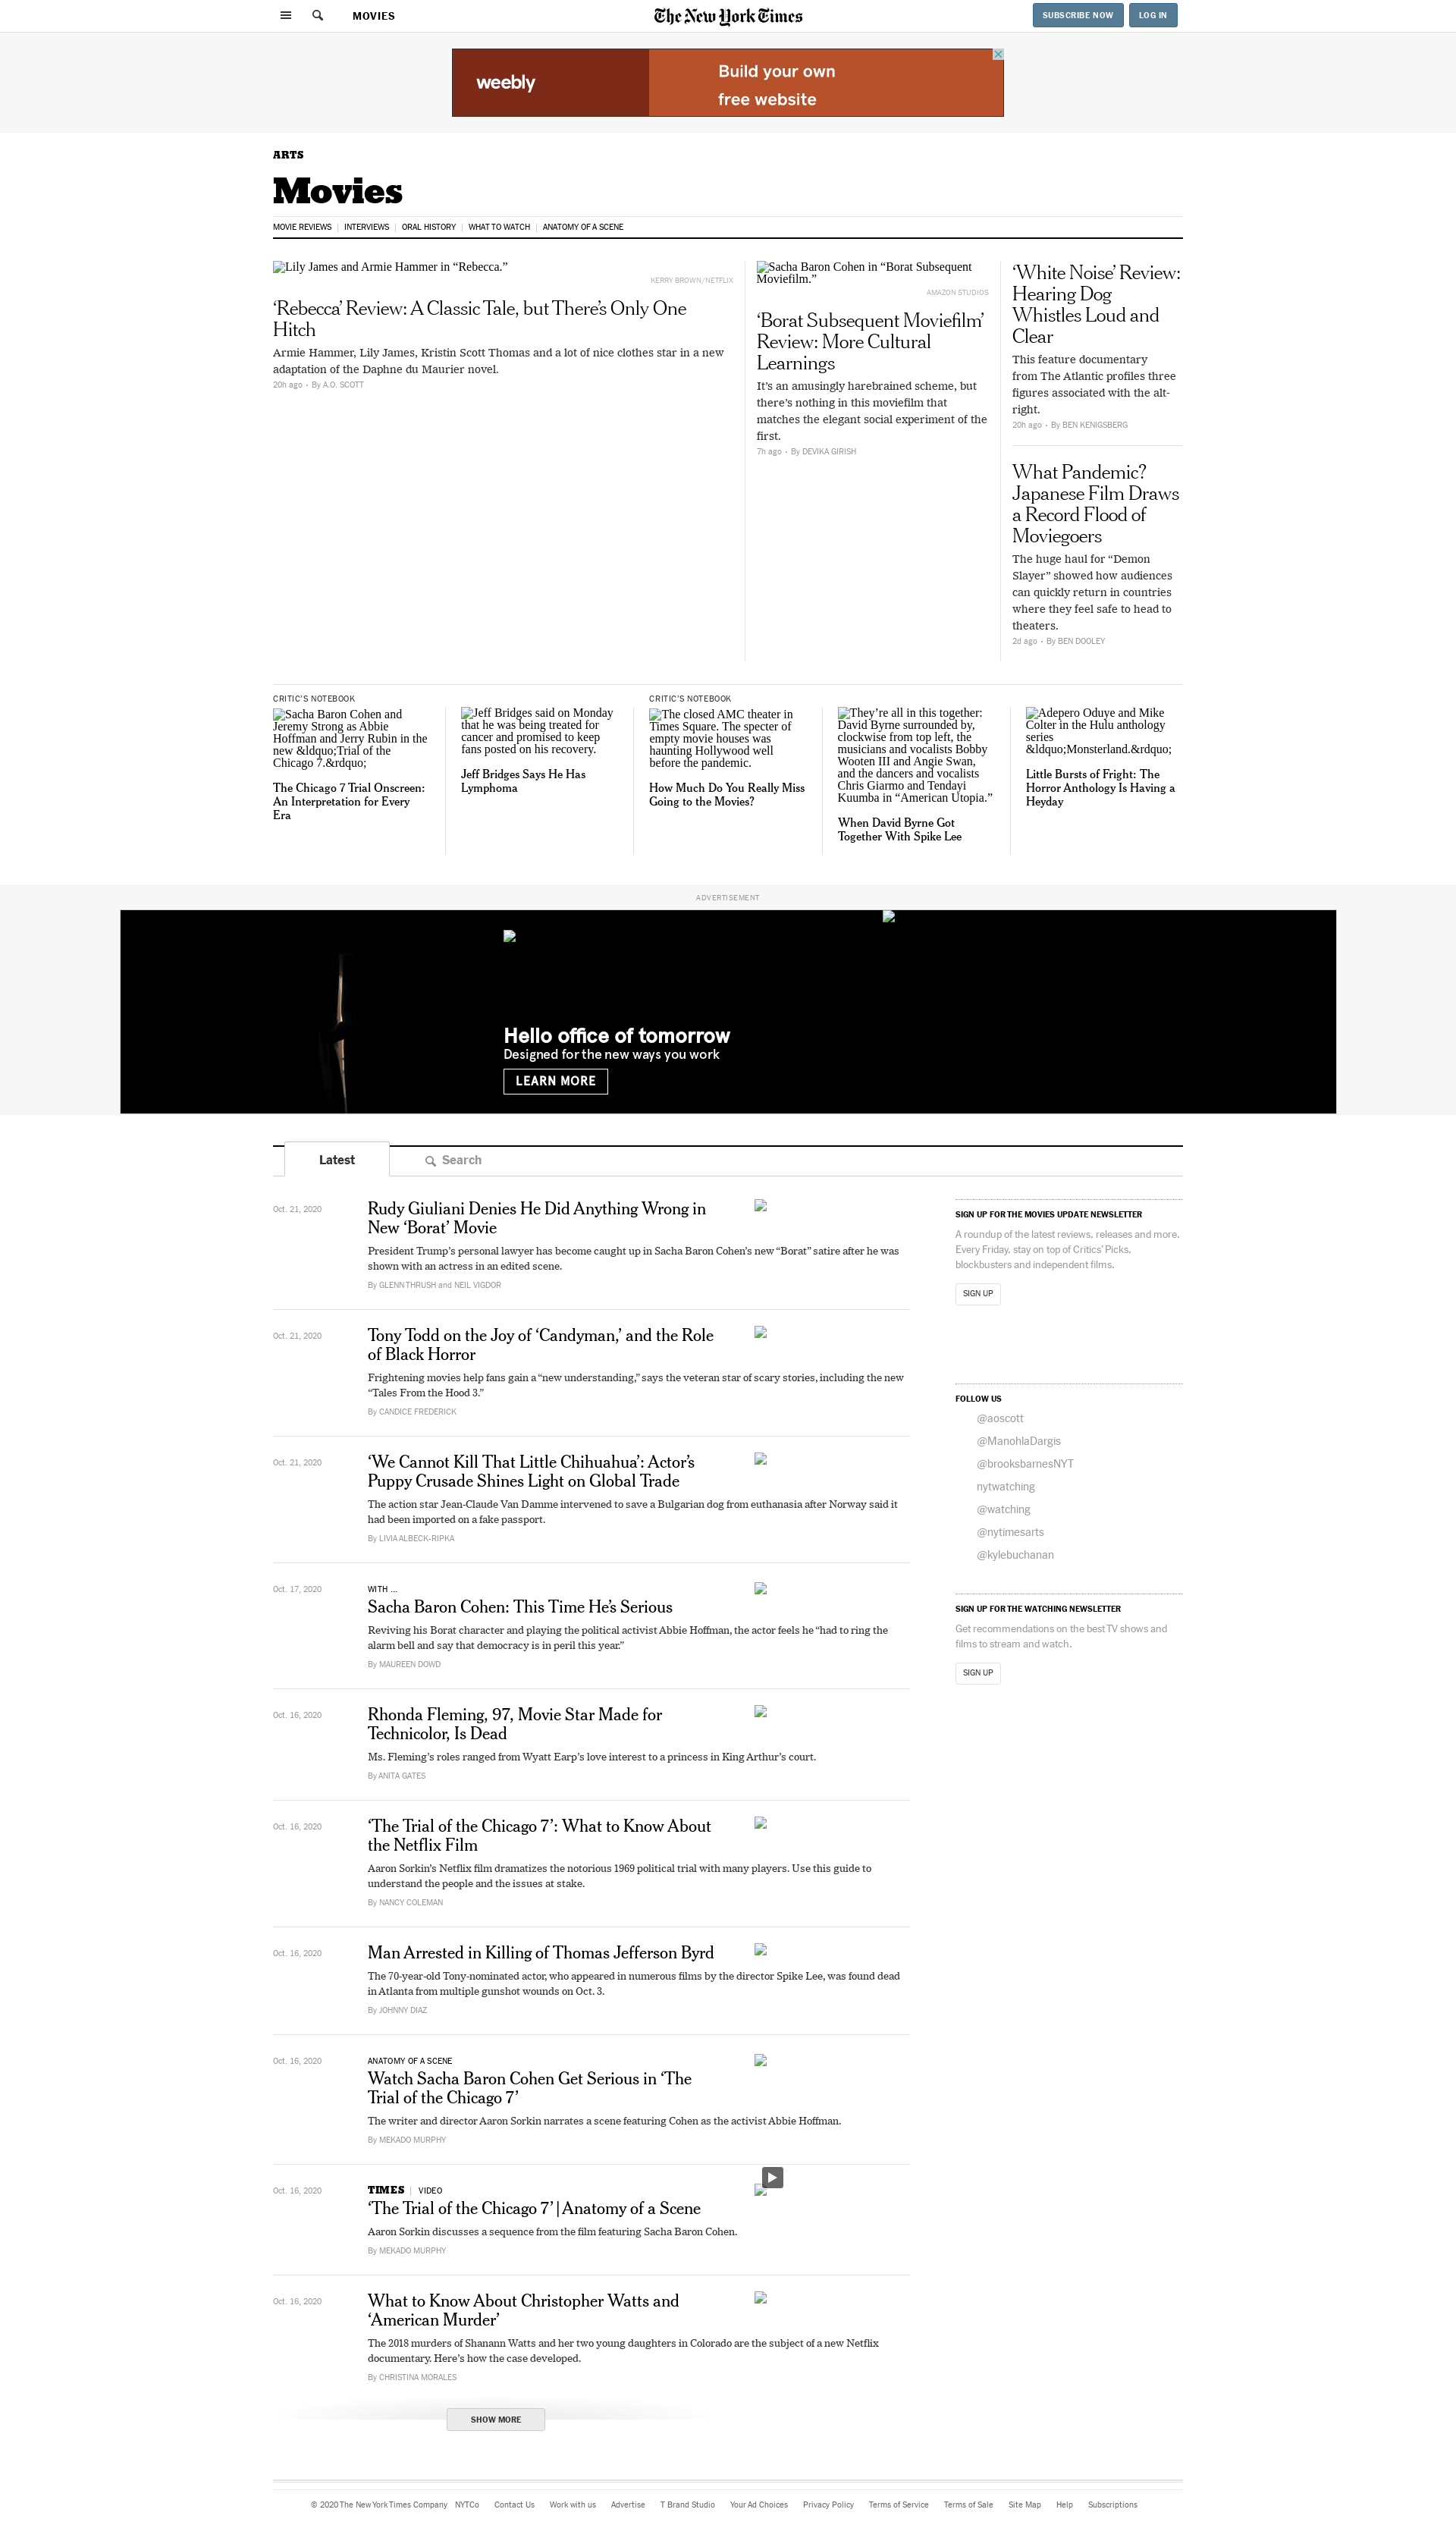 MOVIES
The New York Times
SUBSCRIBE NOW
LOG IN
weebly
Build your own
free website
ARTS
Movies
MOVIE REVIEWS
INTERVIEWS
ORAL HISTORY
WHAT TO WATCH
ANATOMY OF A SCENE
Lily James and Armie Hammer in “Rebecca.”
KERRY BROWN/NETFLIX
‘Rebecca’ Review: A Classic Tale, but There’s Only One
Hitch
Armie Hammer, Lily James, Kristin Scott Thomas and a lot of nice clothes star in a new
adaptation of the Daphne du Maurier novel.
20h ago • By A.O. SCOTT
Sacha Baron Cohen in “Borat Subsequent
Moviefilm.”
AMAZON STUDIOS
‘Borat Subsequent Moviefilm’
Review: More Cultural
Learnings
It’s an amusingly harebrained scheme, but
there’s nothing in this moviefilm that
matches the elegant social experiment of the
first.
7h ago • By DEVIKA GIRISH
‘White Noise’ Review:
Hearing Dog
Whistles Loud and
Clear
This feature documentary
from The Atlantic profiles three
figures associated with the alt-
right.
20h ago • By BEN KENIGSBERG
What Pandemic?
Japanese Film Draws
a Record Flood of
Moviegoers
The huge haul for “Demon
Slayer” showed how audiences
can quickly return in countries
where they feel safe to head to
theaters.
2d ago • By BEN DOOLEY
CRITIC’S NOTEBOOK
Sacha Baron Cohen and
Jeremy Strong as Abbie
Hoffman and Jerry Rubin in the
new &ldquo;Trial of the
Chicago 7.&rdquo;
The Chicago 7 Trial Onscreen:
An Interpretation for Every
Era
Jeff Bridges said on Monday
that he was being treated for
cancer and promised to keep
fans posted on his recovery.
Jeff Bridges Says He Has
Lymphoma
CRITIC’S NOTEBOOK
The closed AMC theater in
Times Square. The specter of
empty movie houses was
haunting Hollywood well
before the pandemic.
How Much Do You Really Miss
Going to the Movies?
They’re all in this together:
David Byrne surrounded by,
clockwise from top left, the
musicians and vocalists Bobby
Wooten III and Angie Swan,
and the dancers and vocalists
Chris Giarmo and Tendayi
Kuumba in “American Utopia.”
When David Byrne Got
Together With Spike Lee
Adepero Oduye and Mike
Colter in the Hulu anthology
series
&ldquo;Monsterland.&rdquo;
Little Bursts of Fright: The
Horror Anthology Is Having a
Heyday
ADVERTISEMENT
Hello office of tomorrow
Designed for the new ways you work
LEARN MORE
Latest
Search
Oct. 21, 2020
Rudy Giuliani Denies He Did Anything Wrong in
New ‘Borat’ Movie
President Trump’s personal lawyer has become caught up in Sacha Baron Cohen’s new “Borat” satire after he was
shown with an actress in an edited scene.
By GLENN THRUSH and NEIL VIGDOR
Oct. 21, 2020
Tony Todd on the Joy of ‘Candyman,’ and the Role
of Black Horror
Frightening movies help fans gain a “new understanding,” says the veteran star of scary stories, including the new
“Tales From the Hood 3.”
By CANDICE FREDERICK
Oct. 21, 2020
‘We Cannot Kill That Little Chihuahua’: Actor’s
Puppy Crusade Shines Light on Global Trade
The action star Jean-Claude Van Damme intervened to save a Bulgarian dog from euthanasia after Norway said it
had been imported on a fake passport.
By LIVIA ALBECK-RIPKA
Oct. 17, 2020
WITH ...
Sacha Baron Cohen: This Time He’s Serious
Reviving his Borat character and playing the political activist Abbie Hoffman, the actor feels he “had to ring the
alarm bell and say that democracy is in peril this year.”
By MAUREEN DOWD
Oct. 16, 2020
Rhonda Fleming, 97, Movie Star Made for
Technicolor, Is Dead
Ms. Fleming’s roles ranged from Wyatt Earp’s love interest to a princess in King Arthur’s court.
By ANITA GATES
Oct. 16, 2020
‘The Trial of the Chicago 7’: What to Know About
the Netflix Film
Aaron Sorkin’s Netflix film dramatizes the notorious 1969 political trial with many players. Use this guide to
understand the people and the issues at stake.
By NANCY COLEMAN
Oct. 16, 2020
Man Arrested in Killing of Thomas Jefferson Byrd
The 70-year-old Tony-nominated actor, who appeared in numerous films by the director Spike Lee, was found dead
in Atlanta from multiple gunshot wounds on Oct. 3.
By JOHNNY DIAZ
Oct. 16, 2020
ANATOMY OF A SCENE
Watch Sacha Baron Cohen Get Serious in ‘The
Trial of the Chicago 7’
The writer and director Aaron Sorkin narrates a scene featuring Cohen as the activist Abbie Hoffman.
By MEKADO MURPHY
Oct. 16, 2020
TIMES | VIDEO
‘The Trial of the Chicago 7’ | Anatomy of a Scene
Aaron Sorkin discusses a sequence from the film featuring Sacha Baron Cohen.
By MEKADO MURPHY
Oct. 16, 2020
What to Know About Christopher Watts and
‘American Murder’
The 2018 murders of Shanann Watts and her two young daughters in Colorado are the subject of a new Netflix
documentary. Here’s how the case developed.
By CHRISTINA MORALES
SHOW MORE
SIGN UP FOR THE MOVIES UPDATE NEWSLETTER
A roundup of the latest reviews, releases and more.
Every Friday, stay on top of Critics’ Picks,
blockbusters and independent films.
SIGN UP
FOLLOW US
@aoscott
@ManohlaDargis
@brooksbarnesNYT
nytwatching
@watching
@nytimesarts
@kylebuchanan
SIGN UP FOR THE WATCHING NEWSLETTER
Get recommendations on the best TV shows and
films to stream and watch.
SIGN UP
© 2020 The New York Times Company
NYTCo
Contact Us
Work with us
Advertise
T Brand Studio
Your Ad Choices
Privacy Policy
Terms of Service
Terms of Sale
Site Map
Help
Subscriptions